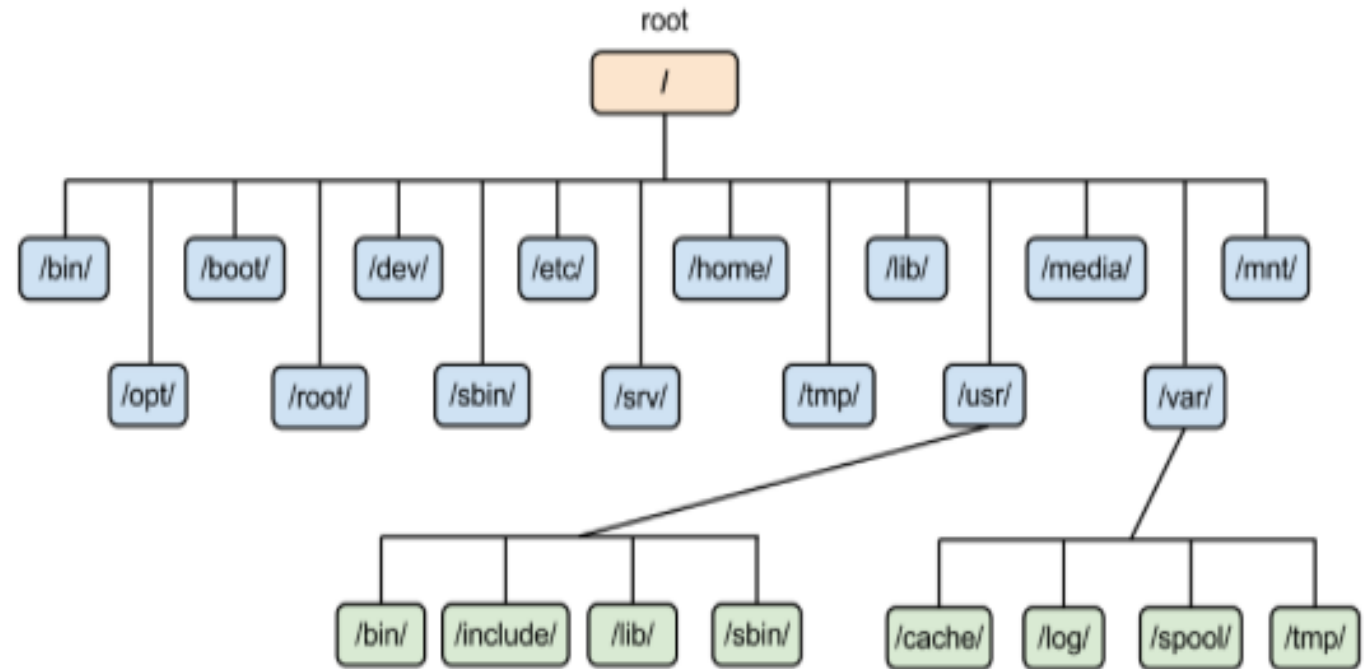 root
/
/bin/ /boot/ /dev/ /etc/ /home/ /lib/ /media/ /mnt/
/opt/ /root/ /sbin/ /srv/ /tmp/ /usr/ /var/
/bin/ /include/ /lib/ /sbin/ /cache/ /log/ /spool/ /tmp/